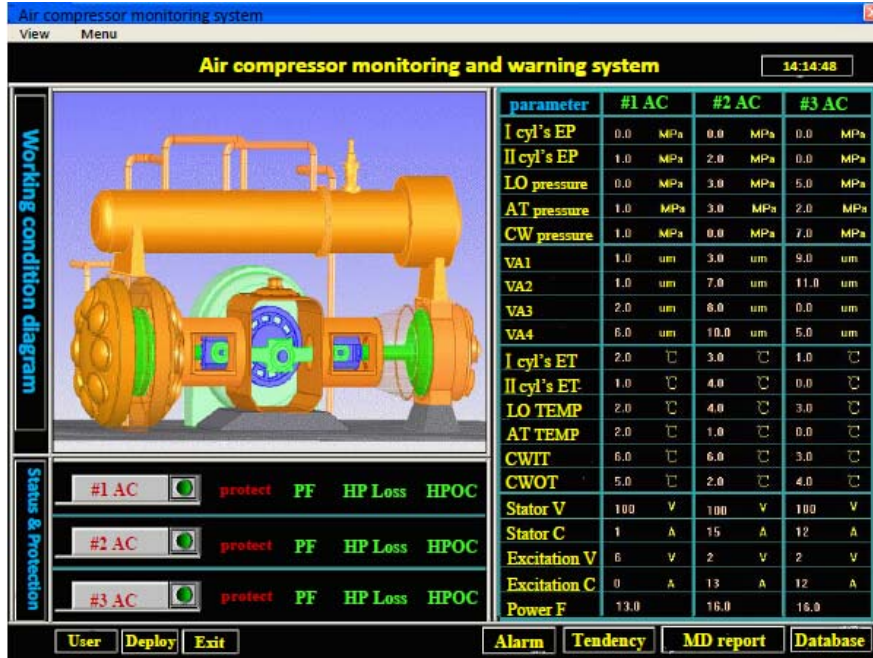 Air compressor monitoring system
View Menu
Air compressor monitoring and warning system 14:14:48
Working condition diagram
parameter #1 AC #2 AC #3 AC
I cyl's EP 0.0 MPa 0.0 MPa 0.0 MPa
II cyl's EP 1.0 MPa 2.0 MPa 0.0 MPa
LO pressure 0.0 MPa 3.0 MPa 5.0 MPa
AT pressure 1.0 MPa 3.0 MPa 2.0 MPa
CW pressure 1.0 MPa 0.0 MPa 7.0 MPa
VA1 1.0 um 3.0 um 9.0 um
VA2 1.0 um 7.0 um 11.0 um
VA3 2.0 um 8.0 um 0.0 um
VA4 6.0 um 10.0 um 5.0 um
I cyl's ET 2.0 ℃ 3.0 ℃ 1.0 ℃
II cyl's ET 1.0 ℃ 4.0 ℃ 0.0 ℃
LO TEMP 2.0 ℃ 4.0 ℃ 3.0 ℃
AT TEMP 2.0 ℃ 1.0 ℃ 0.0 ℃
CWIT 6.0 ℃ 6.0 ℃ 3.0 ℃
CWOT 5.0 ℃ 2.0 ℃ 4.0 ℃
Stator V 100 V 100 V 100 V
Stator C 1 A 15 A 12 A
Excitation V 6 V 2 V 2 V
Excitation C 0 A 13 A 12 A
Power F 13.0 16.0 16.0
Status & Protection
#1 AC protect PF HP Loss HPOC
#2 AC protect PF HP Loss HPOC
#3 AC protect PF HP Loss HPOC
User Deploy Exit Alarm Tendency MD report Database